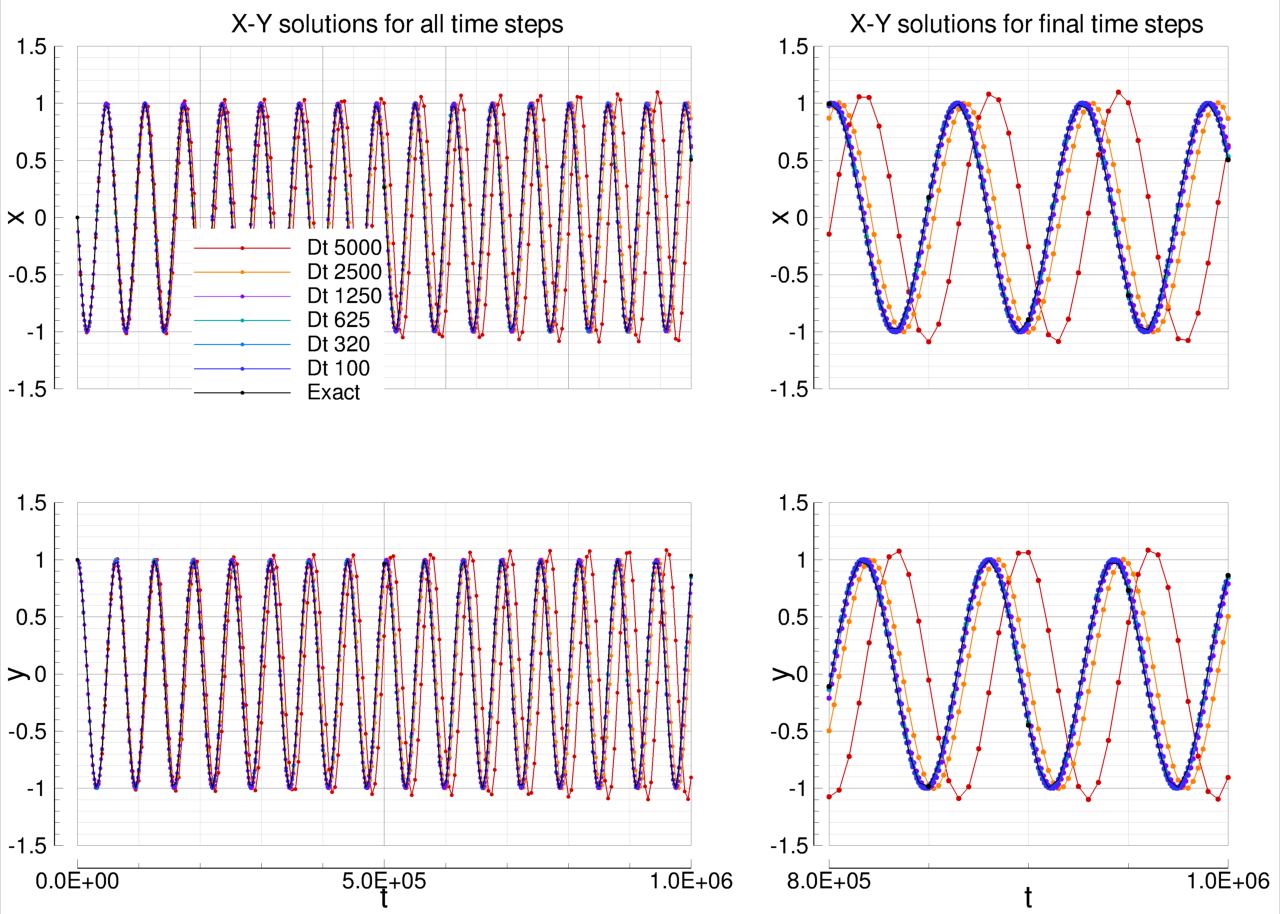 X-Y solutions for all time steps
1.5
1
0.5
0
-0.5
-1
-1.5
x
Dt 5000
Dt 2500
Dt 1250
Dt 625
Dt 320
Dt 100
Exact
X-Y solutions for final time steps
1.5
1
0.5
0
-0.5
-1
-1.5
x
1.5
1
0.5
0
-0.5
-1
-1.5
y
0.0E+00 5.0E+05 1.0E+06
t
1.5
1
0.5
0
-0.5
-1
-1.5
y
8.0E+05 1.0E+06
t